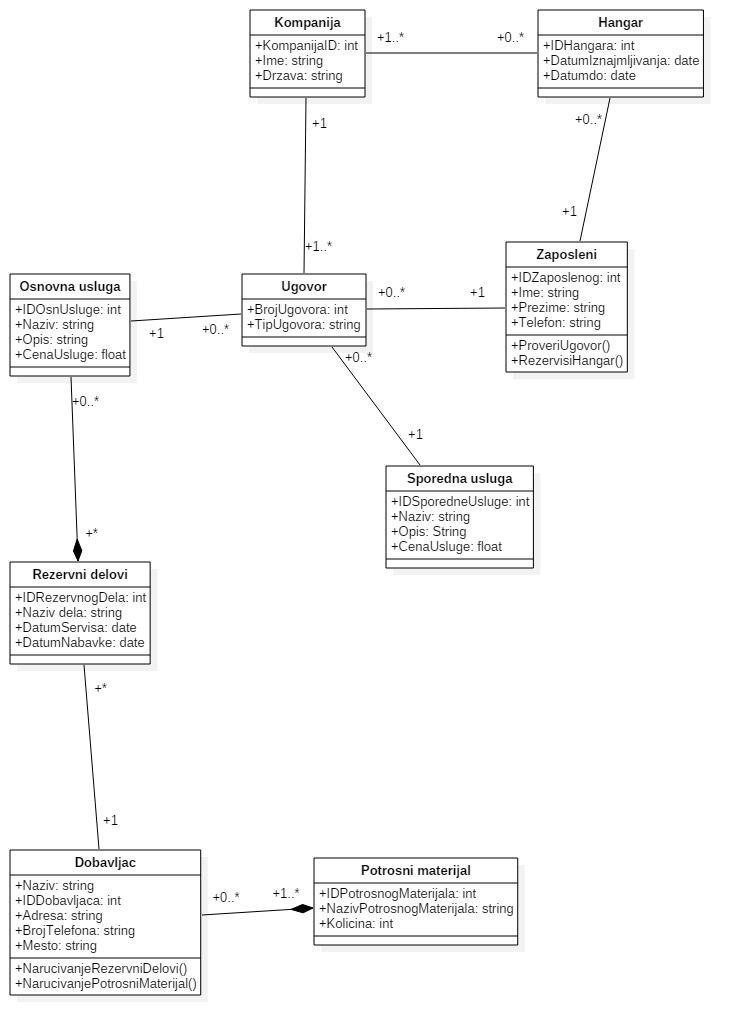 Kompanija
+KompanijaID: int
+Ime: string
+Drzava: string
+1..*
+0..*
Hangar
+IDHangara: int
+DatumIznajmljivanja: date
+Datumdo: date
+1
+0..*
+1..*
+1
Osnovna usluga
+IDOsnUsluge: int
+Naziv: string
+Opis: string
+CenaUsluge: float
+1
+0..*
Ugovor
+BrojUgovora: int
+TipUgovora: string
+0..*
+1
Zaposleni
+IDZaposlenog: int
+Ime: string
+Prezime: string
+Telefon: string
+ProveriUgovor()
+RezervisiHangar()
+0..*
+1
+0..*
+*
Sporedna usluga
+IDSporedneUsluge: int
+Naziv: string
+Opis: String
+CenaUsluge: float
Rezervni delovi
+IDRezervnogDela: int
+Naziv dela: string
+DatumServisa: date
+DatumNabavke: date
+*
+1
Dobavljac
+Naziv: string
+IDDobavljaca: int
+Adresa: string
+BrojTelefona: string
+Mesto: string
+NarucivanjeRezervniDelovi()
+NarucivanjePotrosniMaterijal()
+0..*
+1..*
Potrosni materijal
+IDPotrosnogMaterijala: int
+NazivPotrosnogMaterijala: string
+Kolicina: int